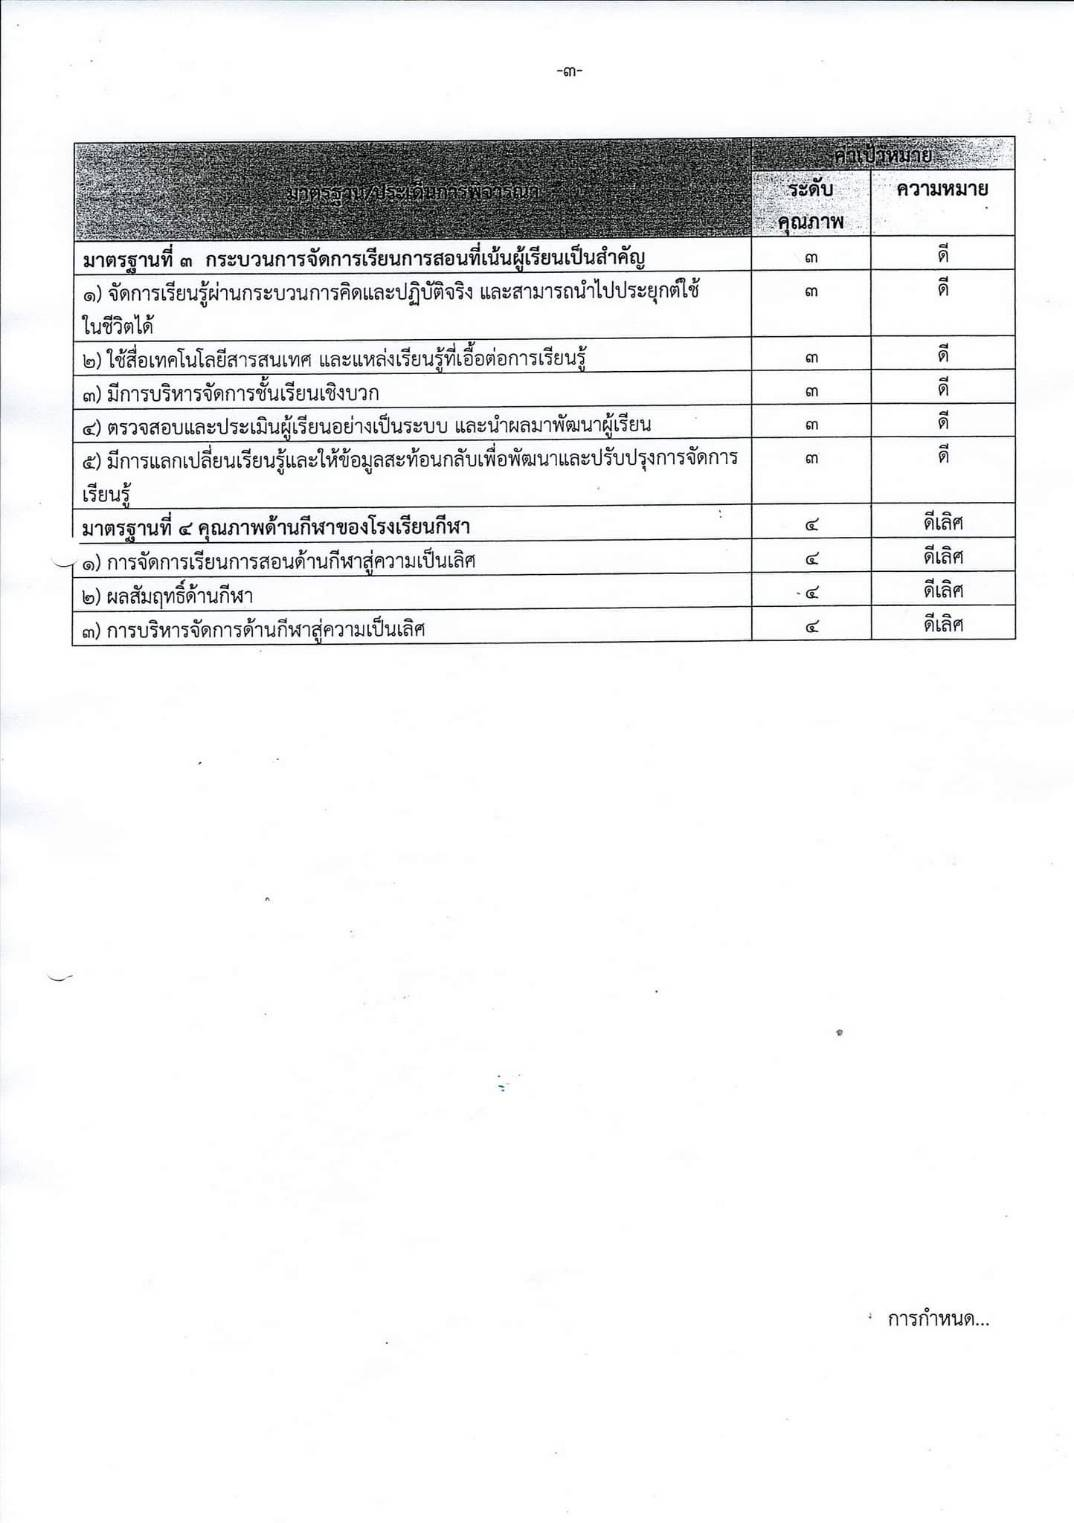 -๓-
ค่าเป้าหมาย
มาตรฐาน/ประเด็นการพิจารณา
ระดับ ความหมาย
คุณภาพ
มาตรฐานที่ ๓ กระบวนการจัดการเรียนการสอนที่เน้นผู้เรียนเป็นสำคัญ ๓ ดี
๑) จัดการเรียนรู้ผ่านกระบวนการคิดและปฏิบัติจริง และสามารถนำไปประยุกต์ใช้ ๓ ดี
ในชีวิตได้
๒) ใช้สื่อเทคโนโลยีสารสนเทศ และแหล่งเรียนรู้ที่เอื้อต่อการเรียนรู้ ๓ ดี
๓) มีการบริหารจัดการชั้นเรียนเชิงบวก ๓ ดี
๔) ตรวจสอบและประเมินผู้เรียนอย่างเป็นระบบ และนำผลมาพัฒนาผู้เรียน ๓ ดี
๕) มีการแลกเปลี่ยนเรียนรู้และให้ข้อมูลสะท้อนกลับเพื่อพัฒนาและปรับปรุงการจัดการ ๓ ดี
เรียนรู้
มาตรฐานที่ ๔ คุณภาพด้านกีฬาของโรงเรียนกีฬา ๔ ดีเลิศ
๑) การจัดการเรียนการสอนด้านกีฬาสู่ความเป็นเลิศ ๔ ดีเลิศ
๒) ผลสัมฤทธิ์ด้านกีฬา ๔ ดีเลิศ
๓) การบริหารจัดการด้านกีฬาสู่ความเป็นเลิศ ๔ ดีเลิศ
การกำหนด...